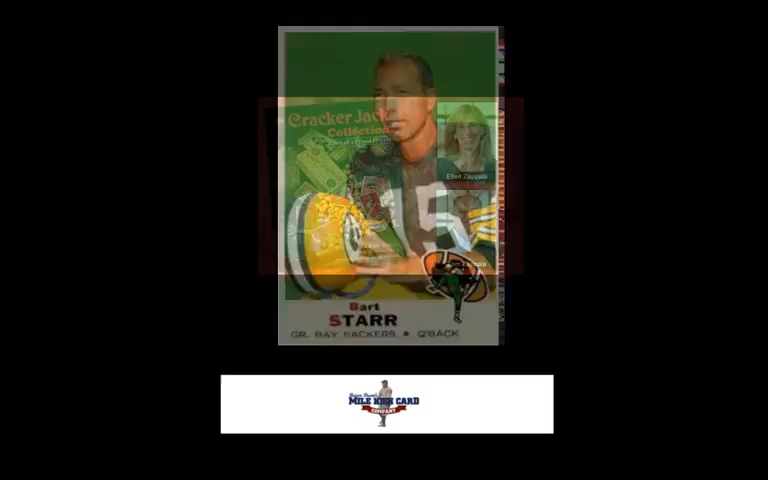 Cracker Jack
Collection
Ellen Zappala
Bart
STARR
GR. BAY PACKERS ♣ Q'BACK
MILE HIGH CARD
COMPANY